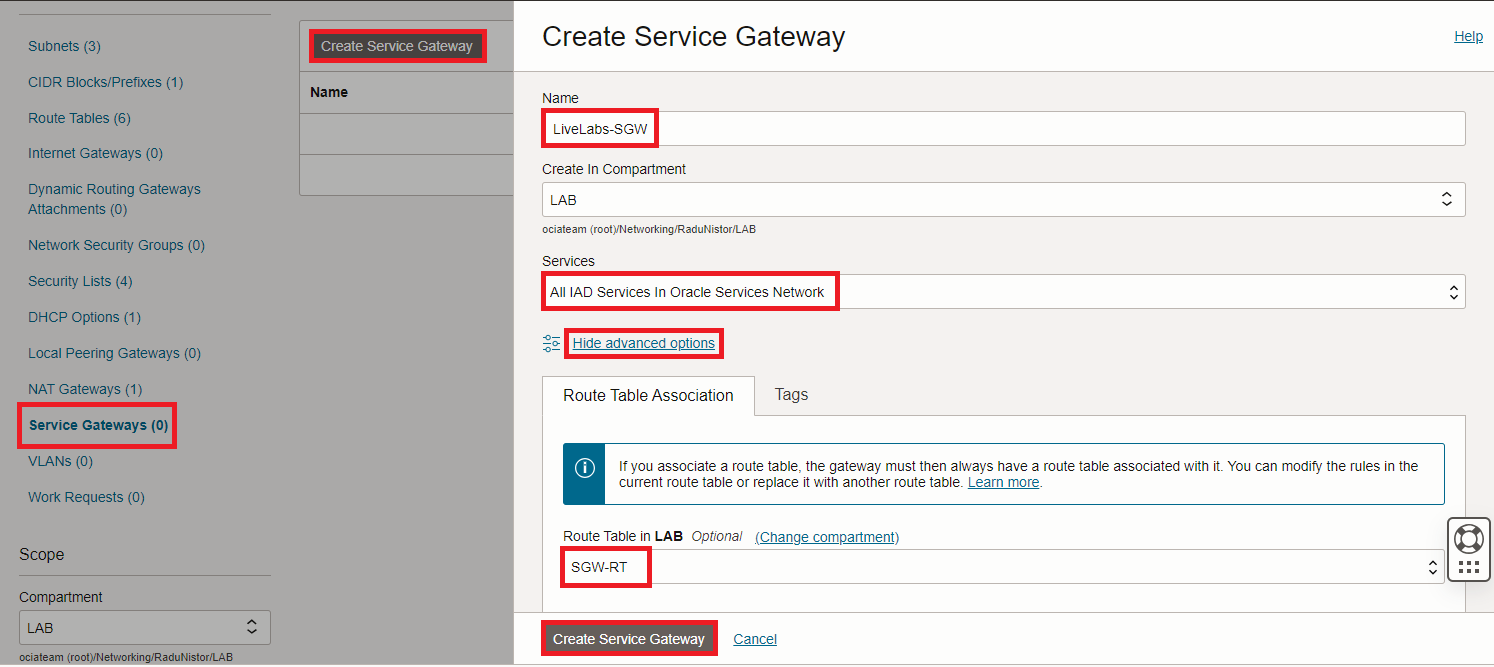 Subnets (3)
CIDR Blocks/Prefixes (1)
Route Tables (6)
Internet Gateways (0)
Dynamic Routing Gateways
Attachments (0)
Network Security Groups (0)
Security Lists (4)
DHCP Options (1)
Local Peering Gateways (0)
NAT Gateways (1)
Service Gateways (0)
VLANs (0)
Work Requests (0)
Scope
Compartment
LAB
ociateam (root)/Networking/RaduNistor/LAB
Create Service Gateway
Name
Create Service Gateway
Help
Name
LiveLabs-SGW
Create In Compartment
LAB
ociateam (root)/Networking/RaduNistor/LAB
Services
All IAD Services In Oracle Services Network
Hide advanced options
Route Table Association
Tags
If you associate a route table, the gateway must then always have a route table associated with it. You can modify the rules in the
current route table or replace it with another route table. Learn more.
Route Table in LAB Optional (Change compartment)
SGW-RT
Create Service Gateway
Cancel